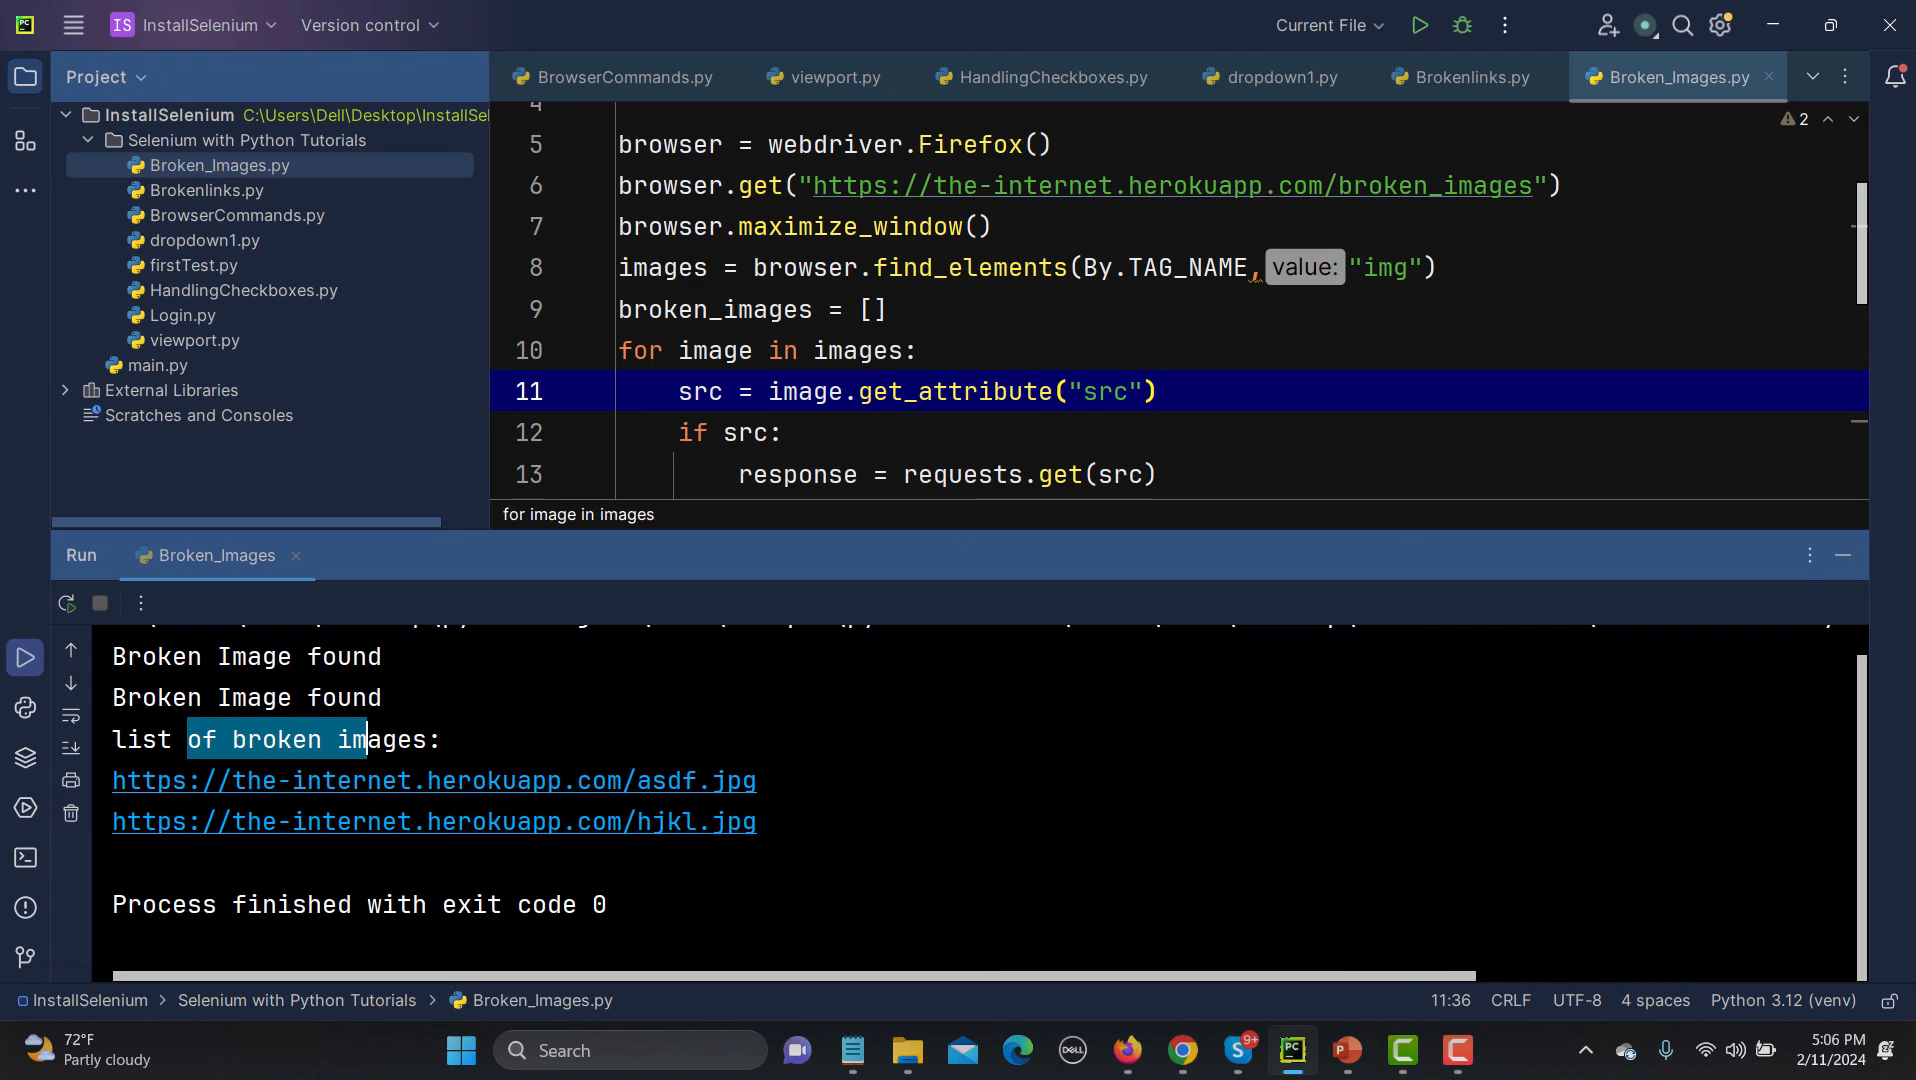 PC
IS InstallSelenium
Version control
Current File
Project
BrowserCommands.py
viewport.py
HandlingCheckboxes.py
dropdown1.py
Brokenlinks.py
Broken_Images.py
InstallSelenium C:\Users\Dell\Desktop\InstallSel
Selenium with Python Tutorials
Broken_Images.py
Brokenlinks.py
BrowserCommands.py
dropdown1.py
firstTest.py
HandlingCheckboxes.py
Login.py
viewport.py
main.py
External Libraries
Scratches and Consoles
2
4
5 browser = webdriver.Firefox()
6 browser.get("https://the-internet.herokuapp.com/broken_images")
7 browser.maximize_window()
8 images = browser.find_elements(By.TAG_NAME, value: "img")
9 broken_images = []
10 for image in images:
11 src = image.get_attribute("src")
12 if src:
13 response = requests.get(src)
for image in images
Run
Broken_Images
Broken Image found
Broken Image found
list of broken images:
https://the-internet.herokuapp.com/asdf.jpg
https://the-internet.herokuapp.com/hjkl.jpg
Process finished with exit code 0
InstallSelenium > Selenium with Python Tutorials > Broken_Images.py
11:36 CRLF UTF-8 4 spaces Python 3.12 (venv)
72°F
Partly cloudy
Search
DELL
9+
PC
P
C
C
5:06 PM
2/11/2024